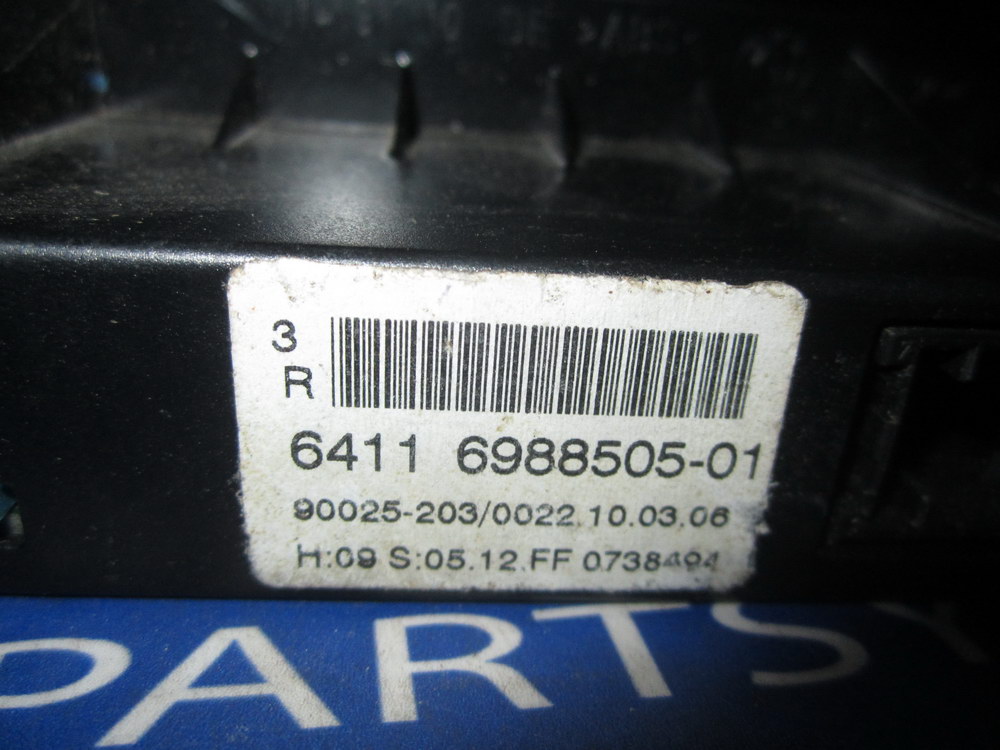 3
R
6411 6988505-01
90025-203/0022.10.03.06
H:09 S:05.12.FF 0738494
PARTS